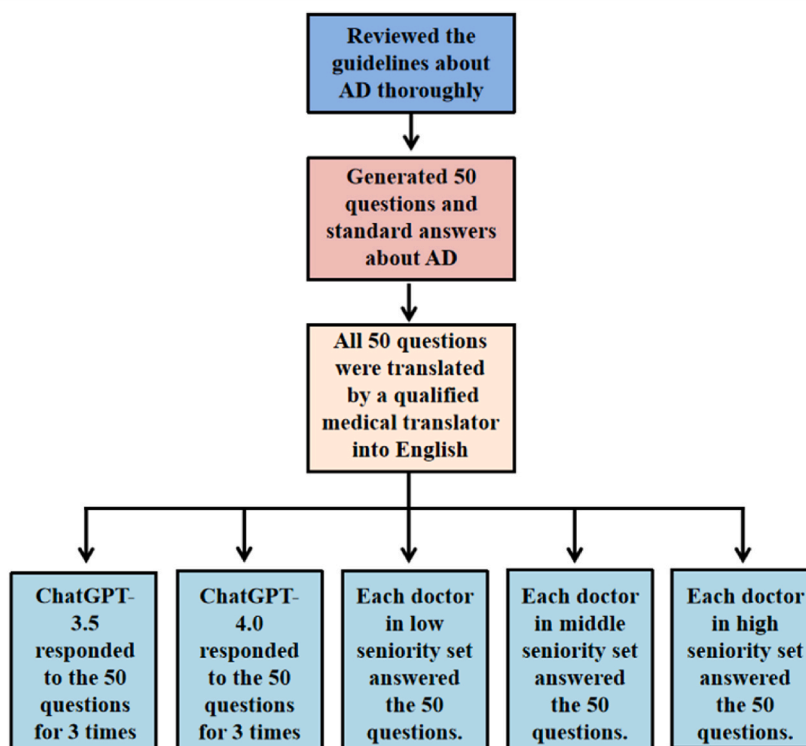 Reviewed the
guidelines about
AD thoroughly
Generated 50
questions and
standard answers
about AD
All 50 questions
were translated
by a qualified
medical translator
into English
ChatGPT-
3.5
responded
to the 50
questions
for 3 times
ChatGPT-
4.0
responded
to the 50
questions
for 3 times
Each doctor
in low
seniority set
answered
the 50
questions.
Each doctor
in middle
seniority set
answered
the 50
questions.
Each doctor
in high
seniority set
answered
the 50
questions.